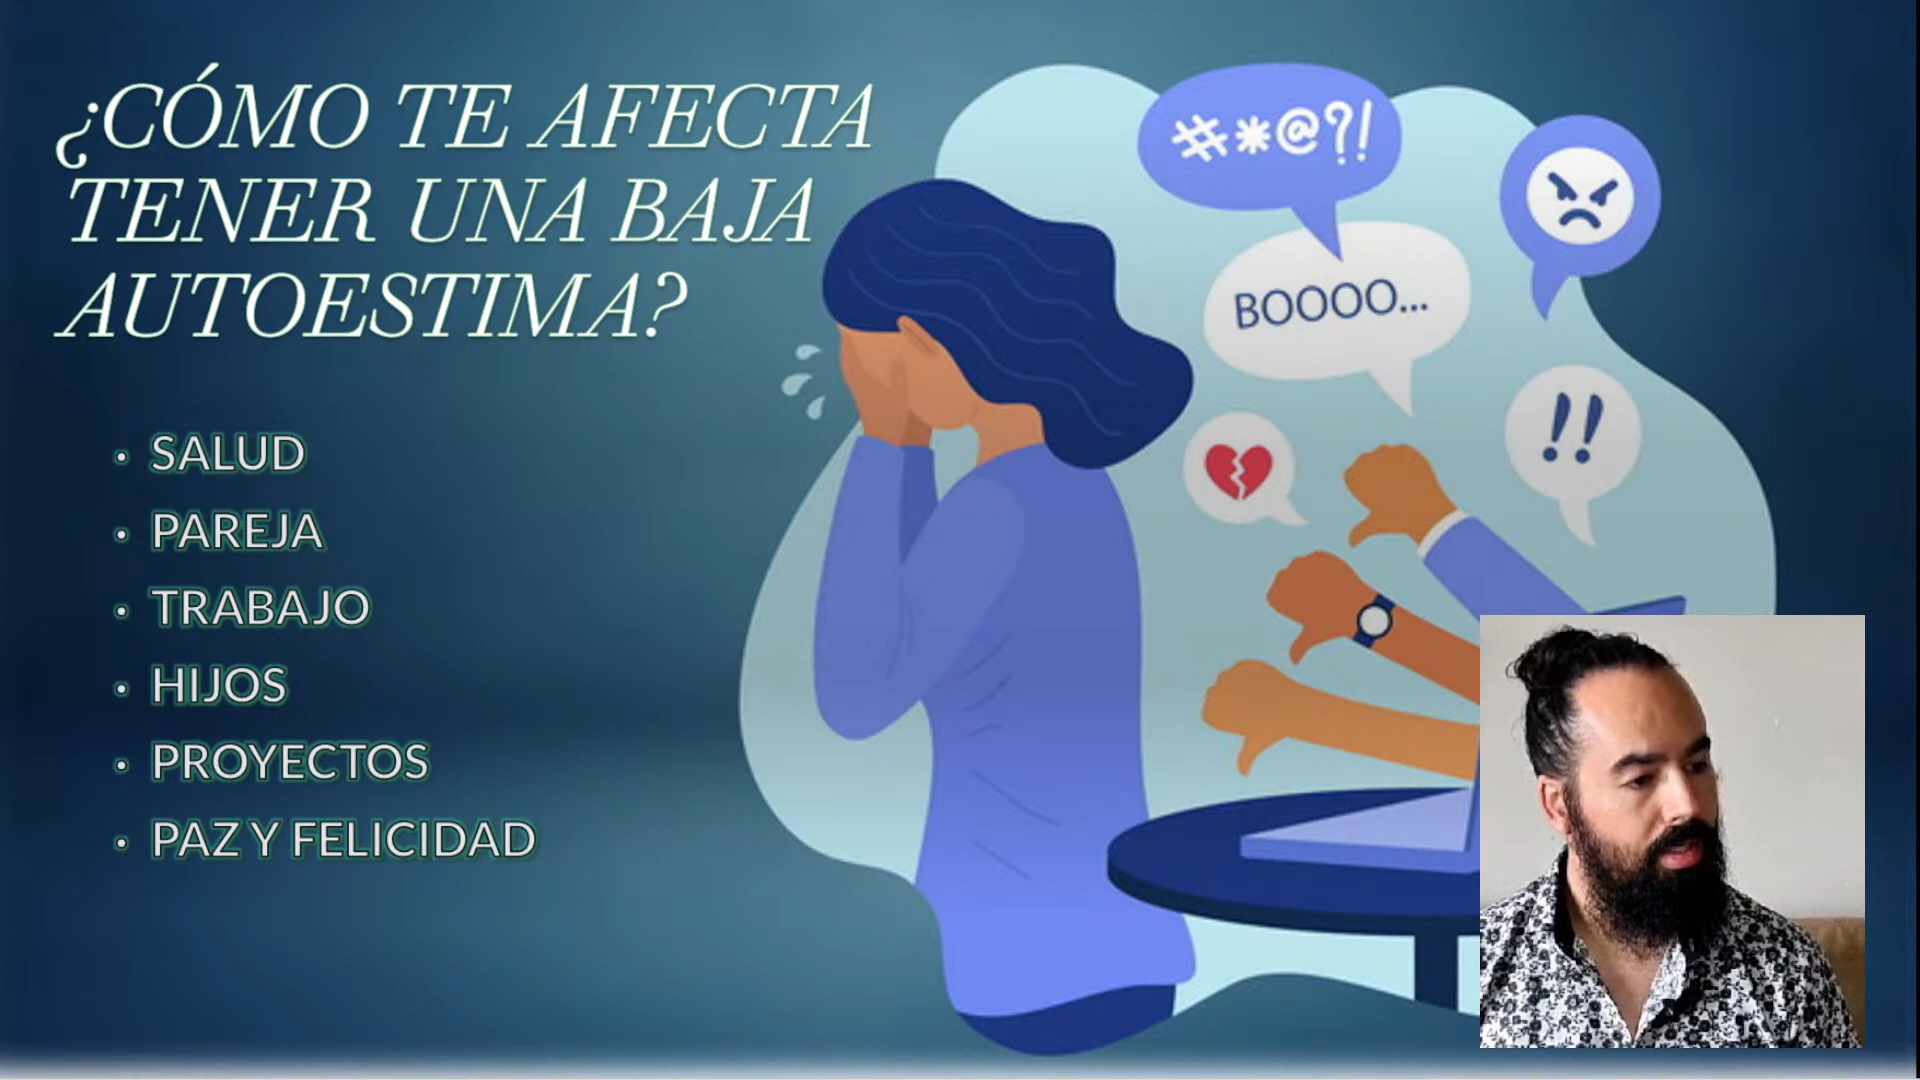 ¿CÓMO TE AFECTA
TENER UNA BAJA
AUTOESTIMA?
• SALUD
• PAREJA
• TRABAJO
• HIJOS
• PROYECTOS
• PAZ Y FELICIDAD
#*@?!
BOOOO...
!!